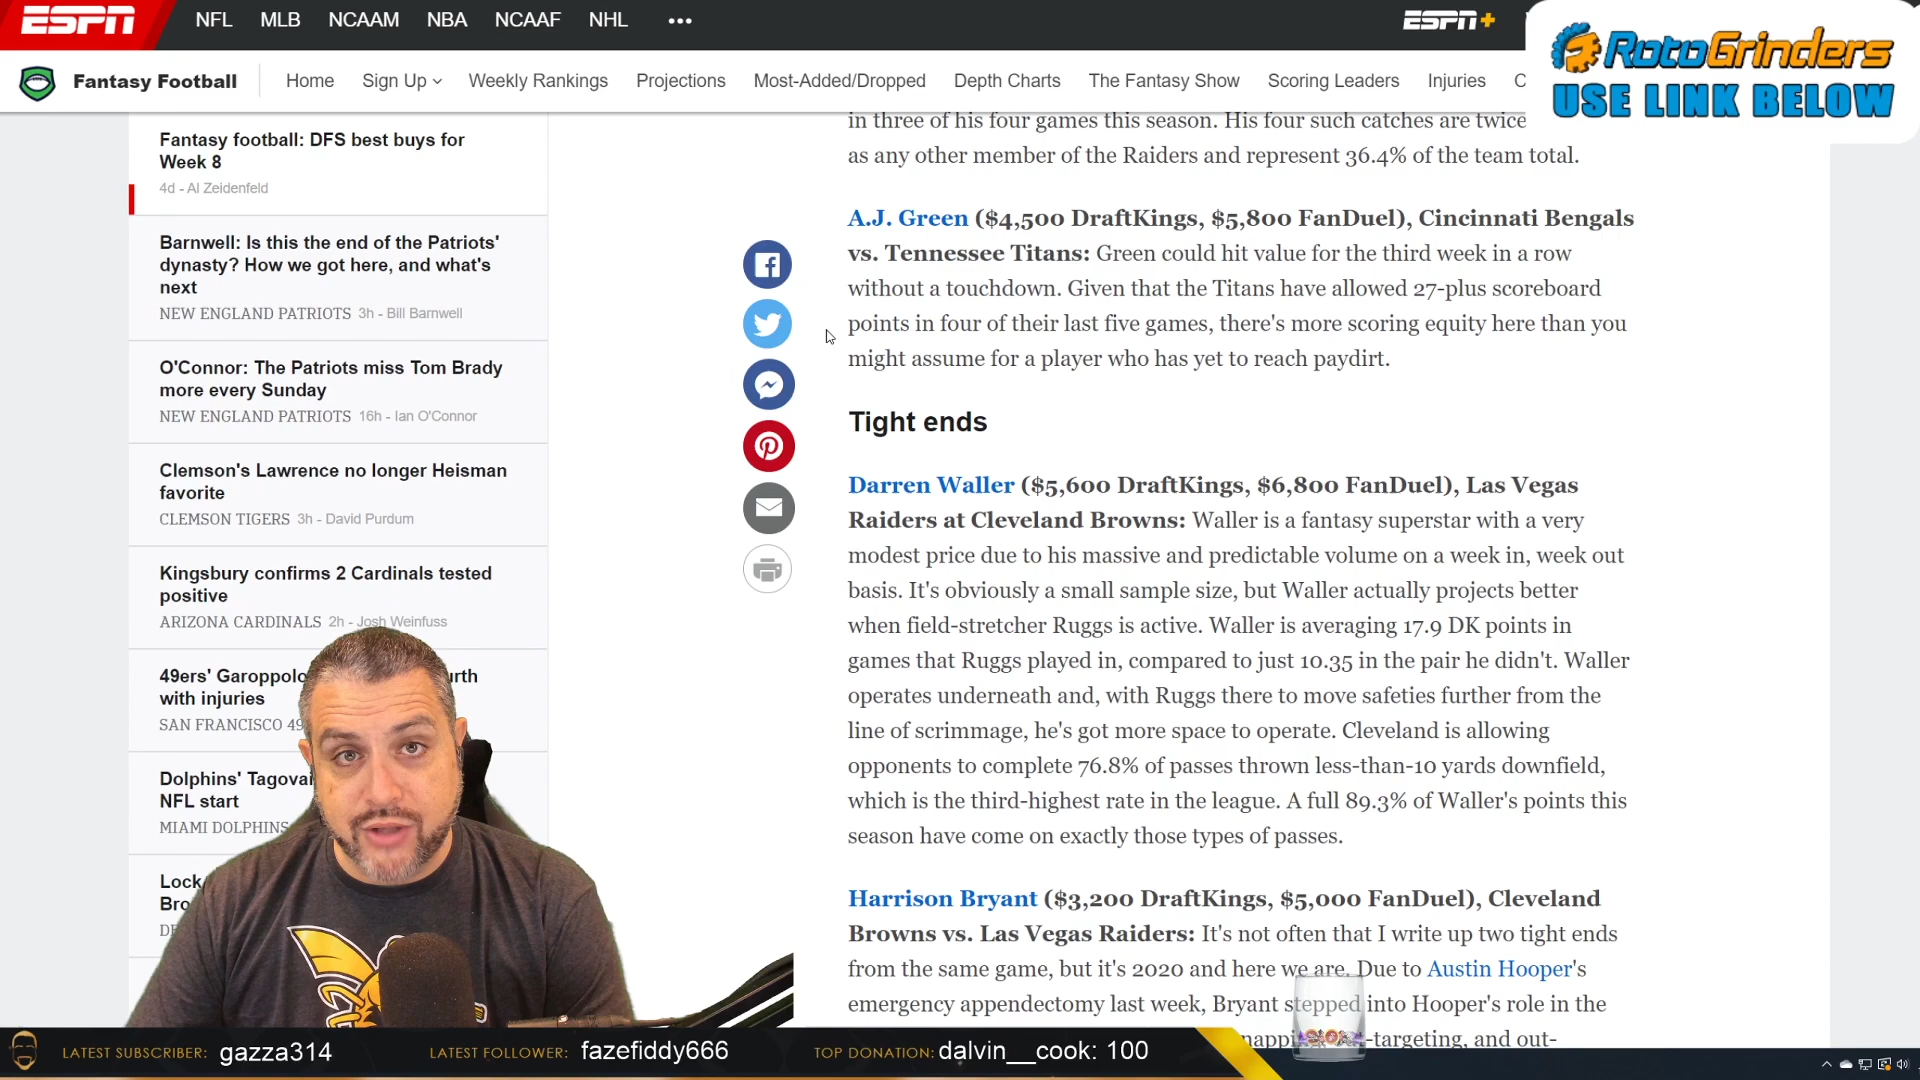 ESPN
NFL MLB NCAAM NBA NCAAF NHL •••
ESPN+
RotoGrinders
USE LINK BELOW
Fantasy Football
Home Sign Up Weekly Rankings Projections Most-Added/Dropped Depth Charts The Fantasy Show Scoring Leaders Injuries
Fantasy football: DFS best buys for
Week 8
4d - Al Zeidenfeld
Barnwell: Is this the end of the Patriots'
dynasty? How we got here, and what's
next
NEW ENGLAND PATRIOTS 3h - Bill Barnwell
O'Connor: The Patriots miss Tom Brady
more every Sunday
NEW ENGLAND PATRIOTS 16h - Ian O'Connor
Clemson's Lawrence no longer Heisman
favorite
CLEMSON TIGERS 3h - David Purdum
Kingsbury confirms 2 Cardinals tested
positive
ARIZONA CARDINALS 2h - Josh Weinfuss
49ers' Garoppolo
with injuries
SAN FRANCISCO 49
Dolphins' Tagovai
NFL start
MIAMI DOLPHINS
Lock
Bro
in three of his four games this season. His four such catches are twice
as any other member of the Raiders and represent 36.4% of the team total.
A.J. Green ($4,500 DraftKings, $5,800 FanDuel), Cincinnati Bengals
vs. Tennessee Titans: Green could hit value for the third week in a row
without a touchdown. Given that the Titans have allowed 27-plus scoreboard
points in four of their last five games, there's more scoring equity here than you
might assume for a player who has yet to reach paydirt.
Tight ends
Darren Waller ($5,600 DraftKings, $6,800 FanDuel), Las Vegas
Raiders at Cleveland Browns: Waller is a fantasy superstar with a very
modest price due to his massive and predictable volume on a week in, week out
basis. It's obviously a small sample size, but Waller actually projects better
when field-stretcher Ruggs is active. Waller is averaging 17.9 DK points in
games that Ruggs played in, compared to just 10.35 in the pair he didn't. Waller
operates underneath and, with Ruggs there to move safeties further from the
line of scrimmage, he's got more space to operate. Cleveland is allowing
opponents to complete 76.8% of passes thrown less-than-10 yards downfield,
which is the third-highest rate in the league. A full 89.3% of Waller's points this
season have come on exactly those types of passes.
Harrison Bryant ($3,200 DraftKings, $5,000 FanDuel), Cleveland
Browns vs. Las Vegas Raiders: It's not often that I write up two tight ends
from the same game, but it's 2020 and here we are. Due to Austin Hooper's
emergency appendectomy last week, Bryant stepped into Hooper's role in the
-targeting, and out-
LATEST SUBSCRIBER: gazza314 LATEST FOLLOWER: fazefiddy666 TOP DONATION: dalvin__cook: 100